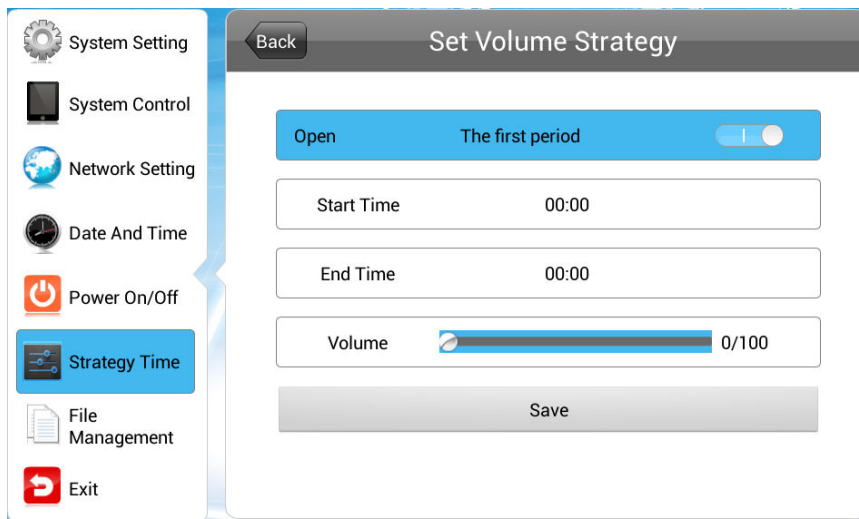 System Setting
System Control
Network Setting
Date And Time
Power On/Off
Strategy Time
File
Management
Exit
Back
Set Volume Strategy
Open The first period
Start Time 00:00
End Time 00:00
Volume 0/100
Save